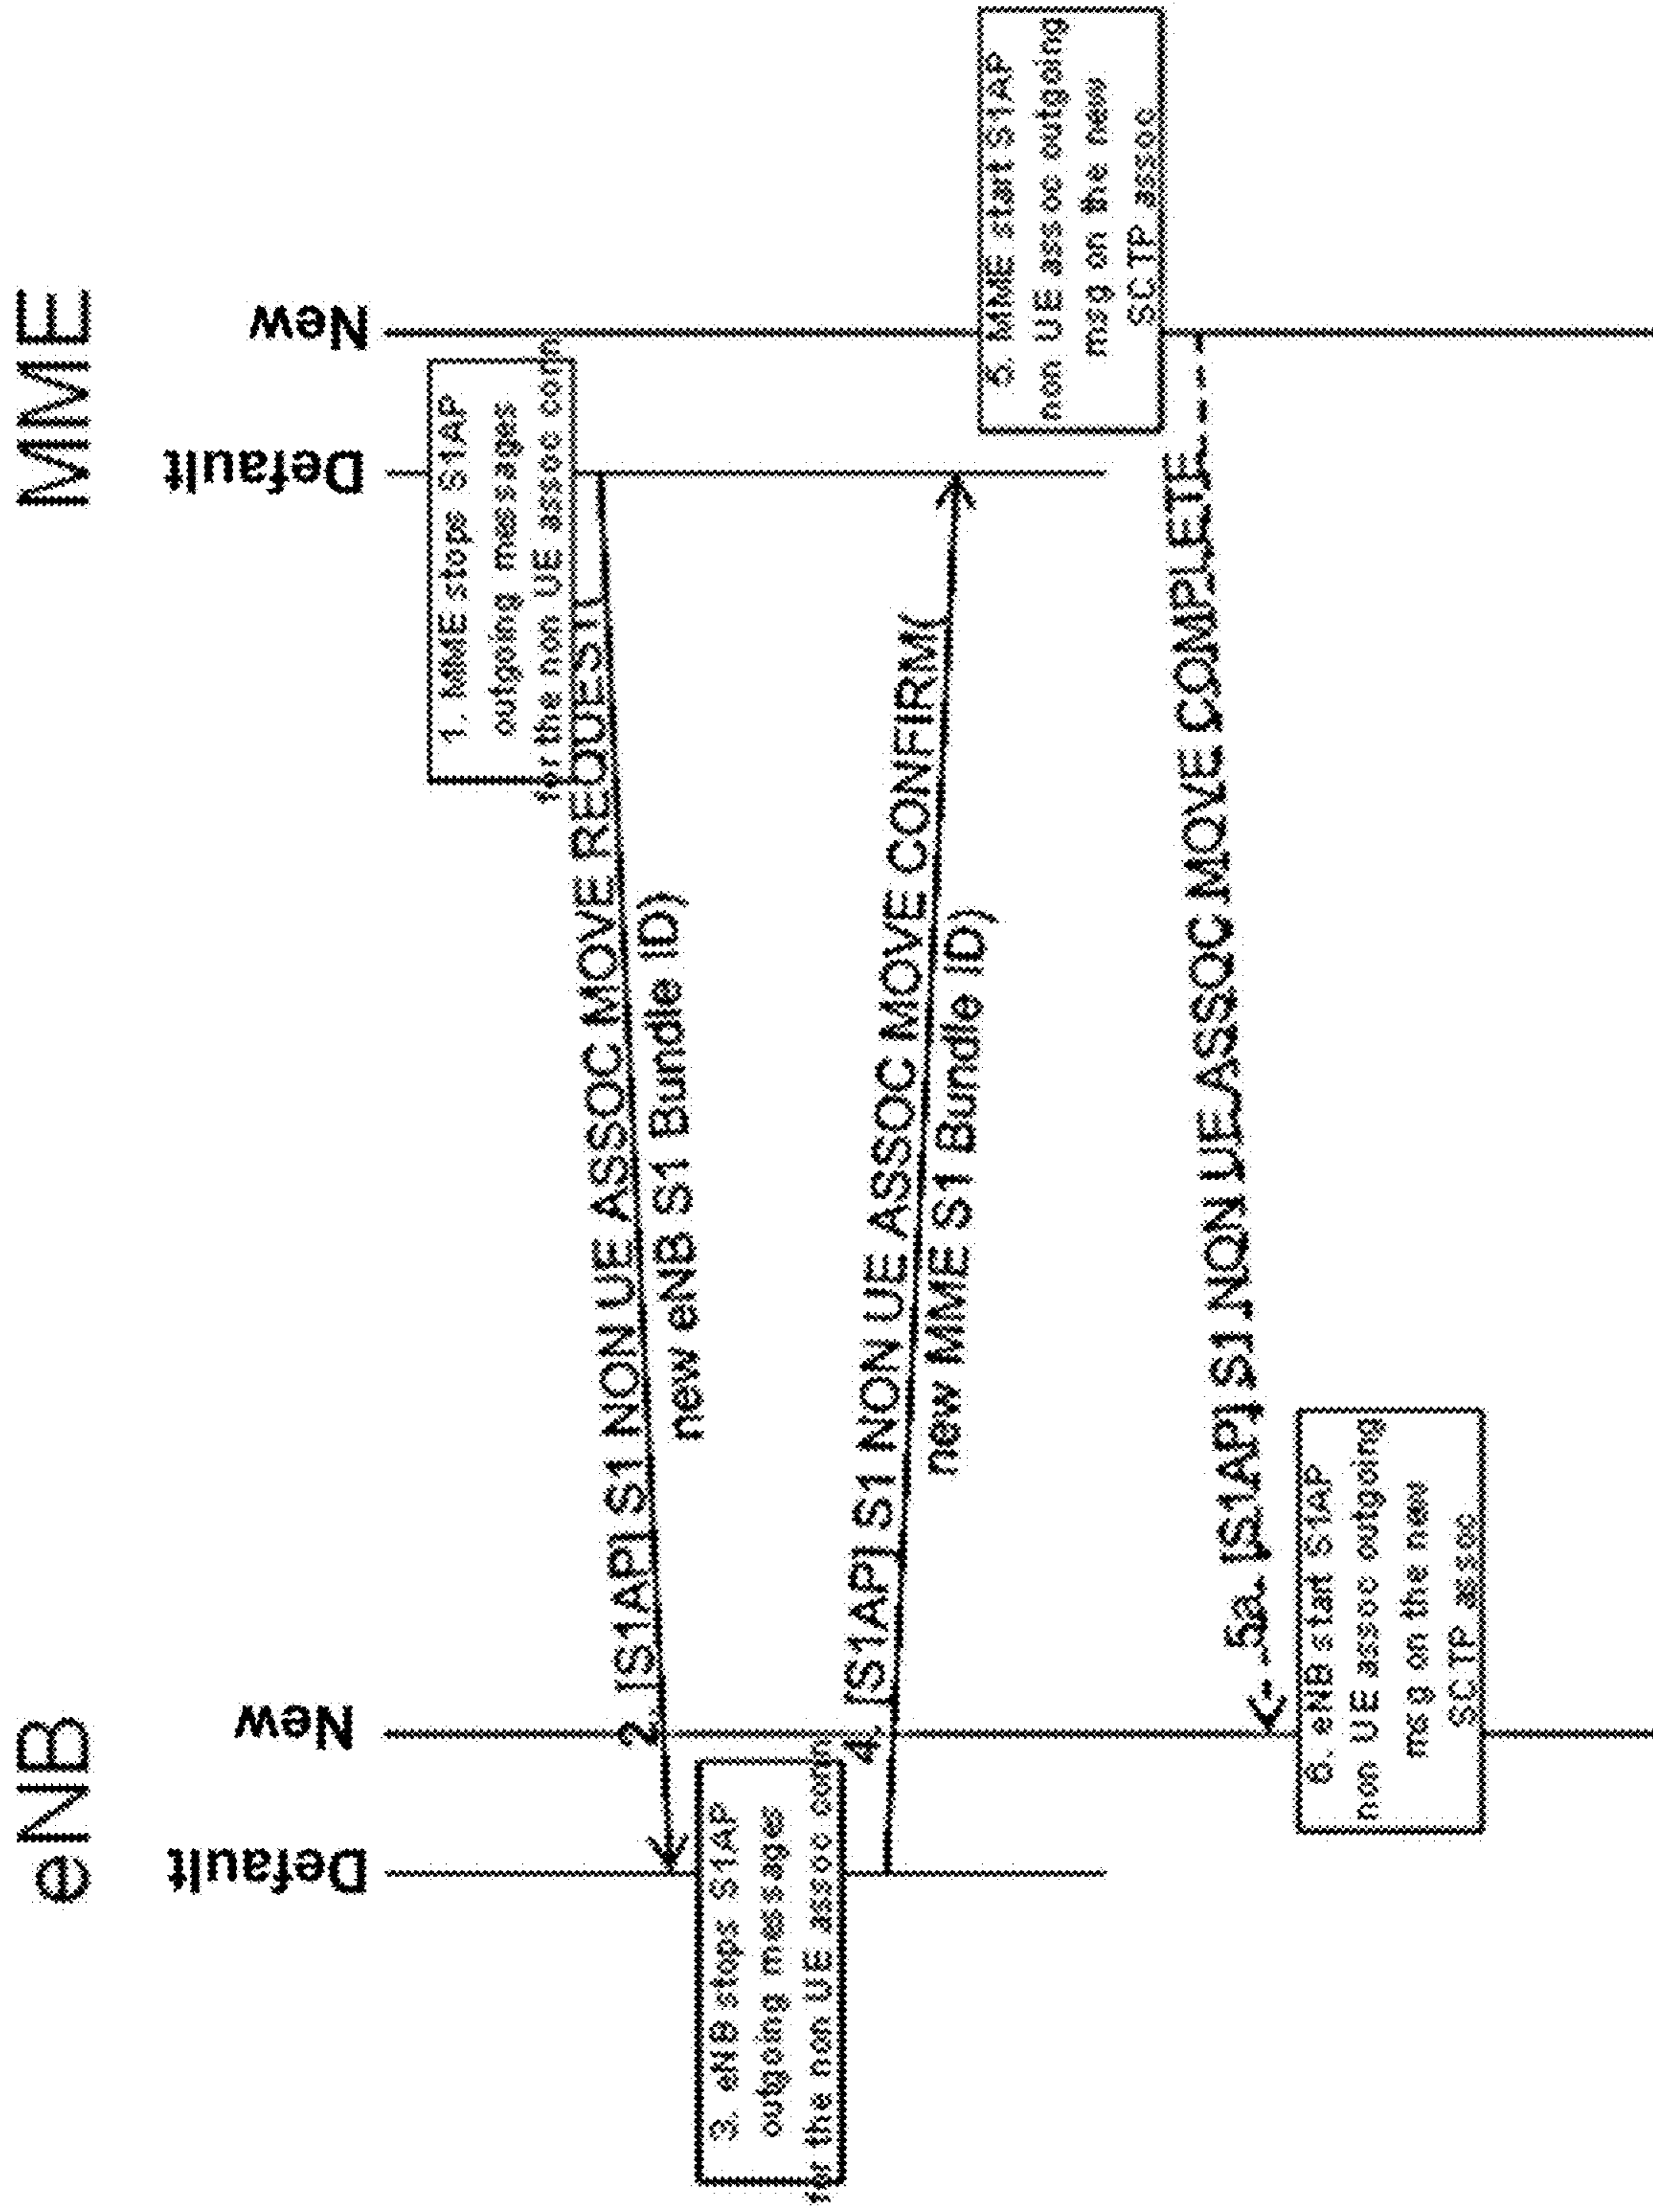 eNB
MME
Default
New
Default
New
1. MME stops S1AP
outgoing messages
for the non UE assoc comm
2. [S1AP] S1 NON UE ASSOC MOVE REQUEST(
new eNB S1 Bundle ID)
3. eNB stops S1AP
outgoing messages
for the non UE assoc comm
4. [S1AP] S1 NON UE ASSOC MOVE CONFIRM(
new MME S1 Bundle ID)
5. MME start S1AP
non UE assoc outgoing
msg on the new
SCTP assoc
5a. [S1AP] S1 NON UE ASSOC MOVE COMPLETE
6. eNB start S1AP
non UE assoc outgoing
msg on the new
SCTP assoc